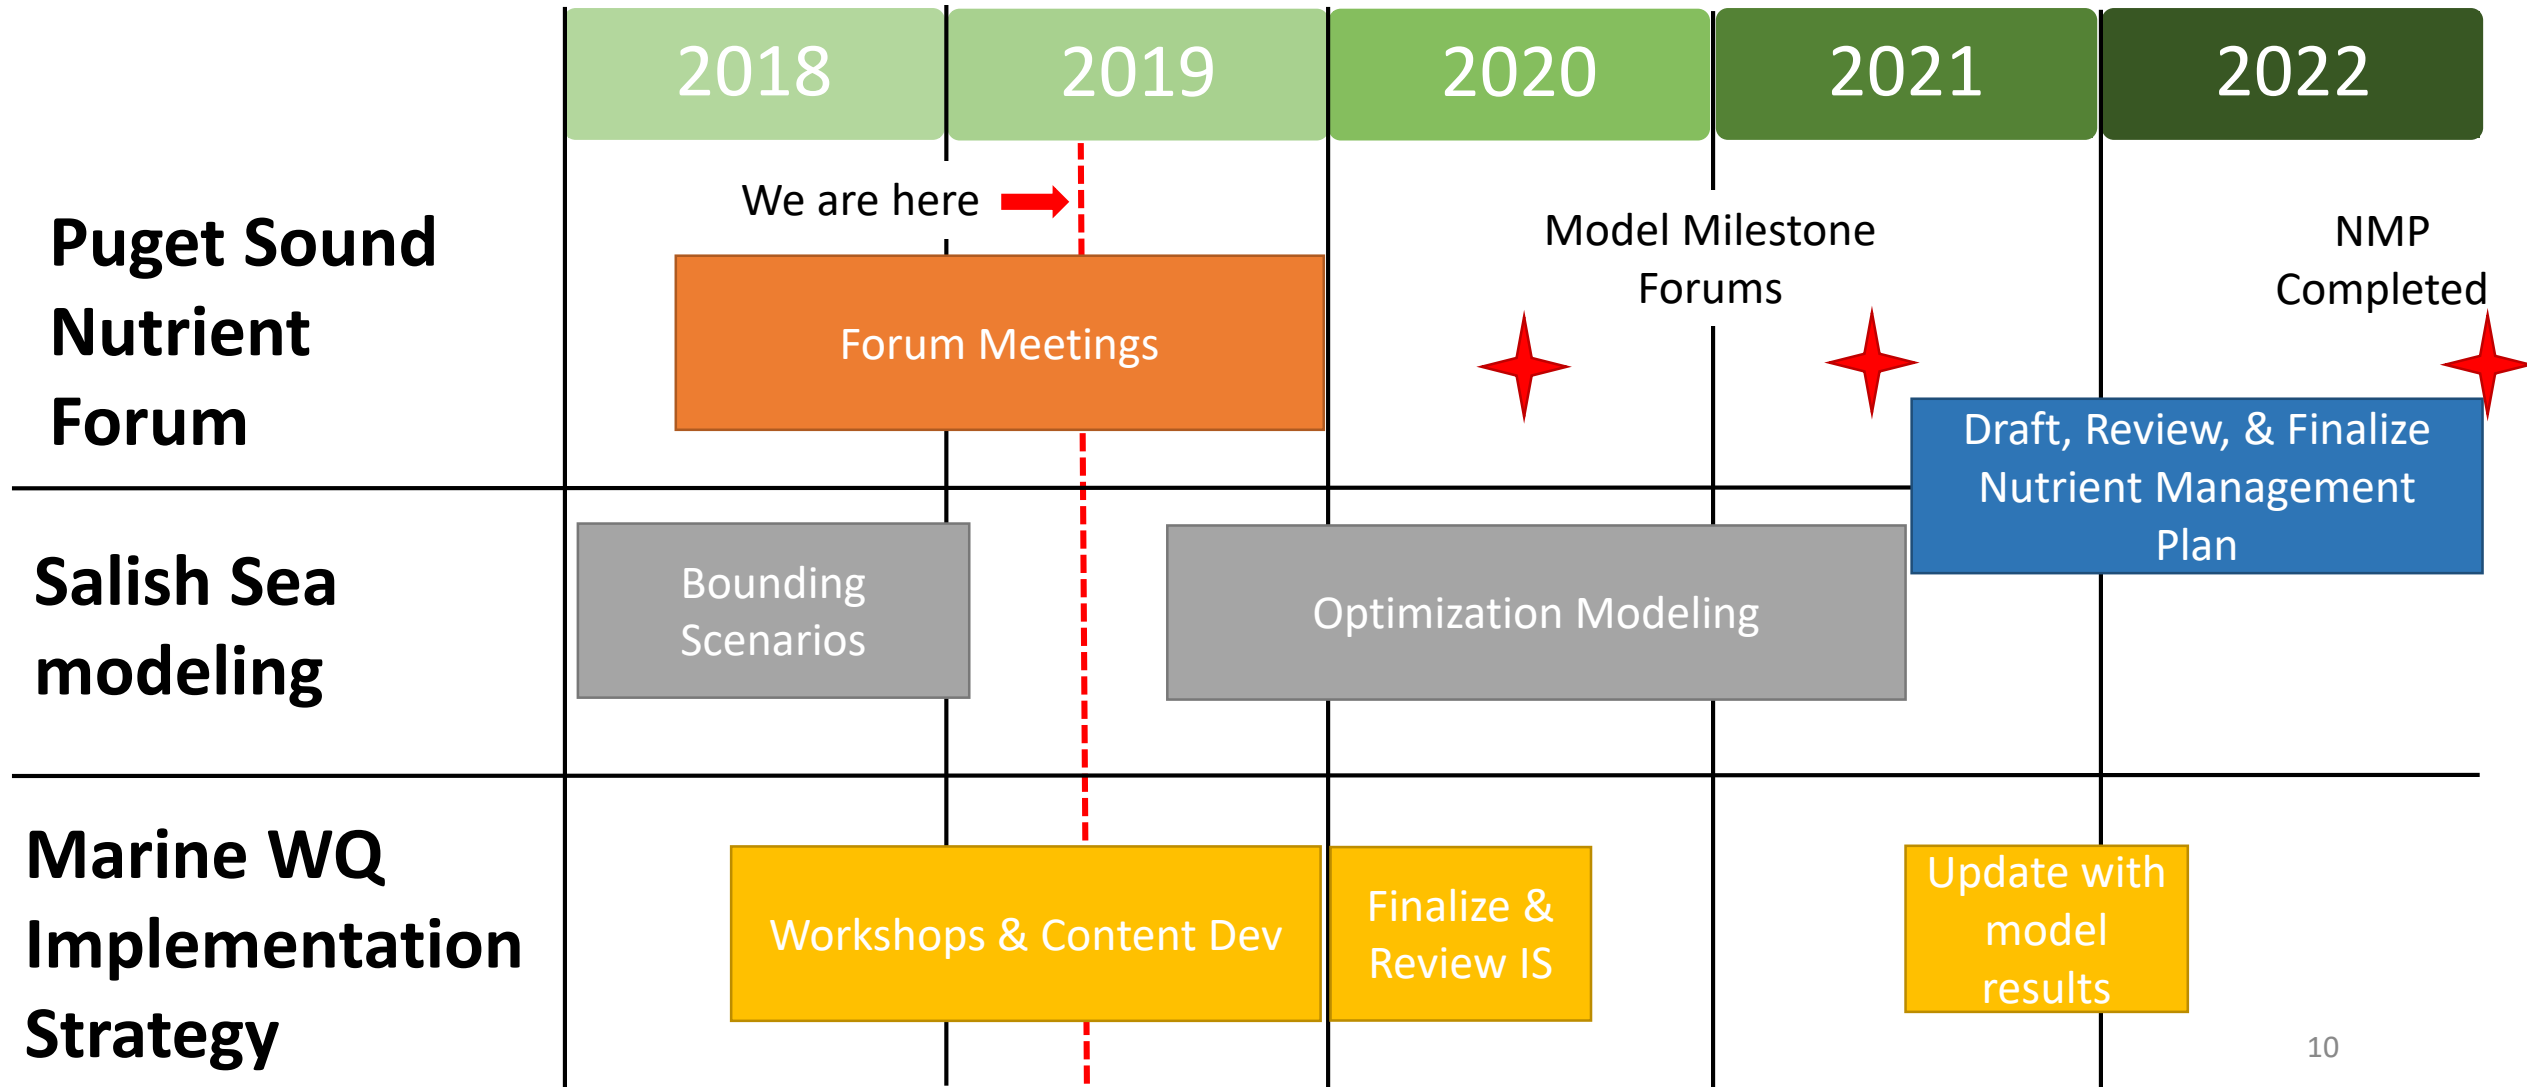 2018
2019
2020
2021
2022
We are here
Puget Sound
Nutrient
Forum
Model Milestone
Forums
NMP
Completed
Forum Meetings
Draft, Review, & Finalize
Nutrient Management
Plan
Salish Sea
modeling
Bounding
Scenarios
Optimization Modeling
Marine WQ
Implementation
Strategy
Workshops & Content Dev
Finalize &
Review IS
Update with
model
results
10